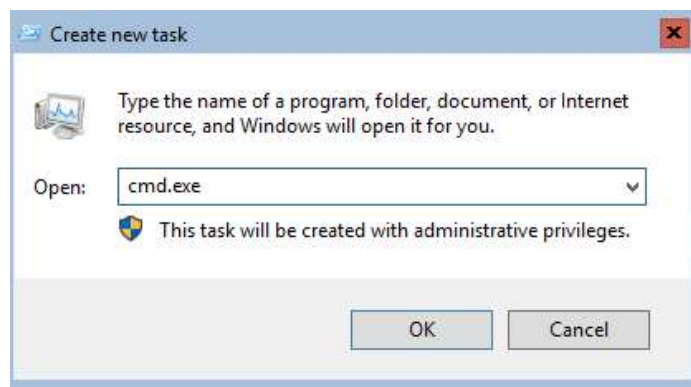 Create new task
Type the name of a program, folder, document, or Internet
resource, and Windows will open it for you.
Open:
cmd.exe
This task will be created with administrative privileges.
OK
Cancel